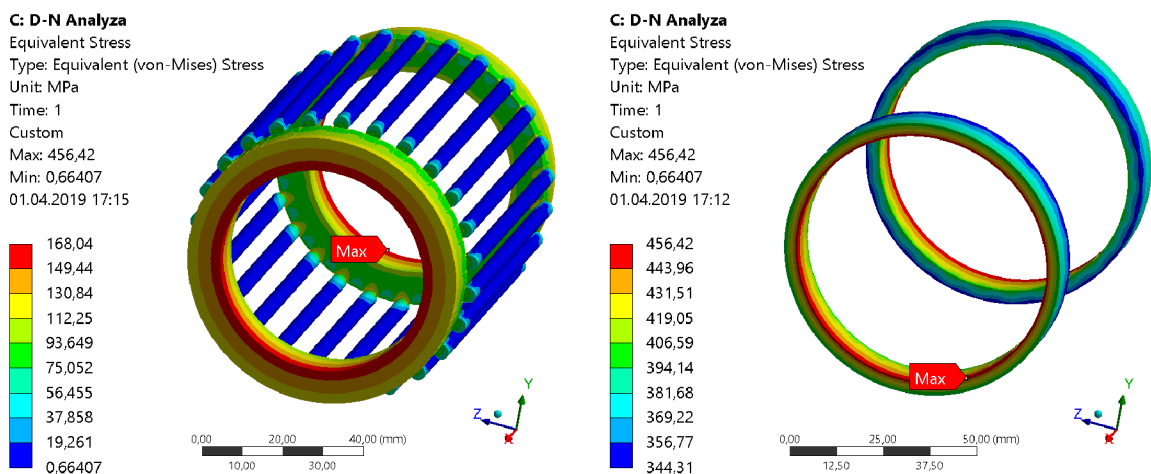 C: D-N Analyza
Equivalent Stress
Type: Equivalent (von-Mises) Stress
Unit: MPa
Time: 1
Custom
Max: 456,42
Min: 0,66407
01.04.2019 17:15
168,04
149,44
130,84
112,25
93,649
75,052
56,455
37,858
19,261
0,66407
Max
Y
Z
X
0,00 20,00 40,00 (mm)
10,00 30,00
C: D-N Analyza
Equivalent Stress
Type: Equivalent (von-Mises) Stress
Unit: MPa
Time: 1
Custom
Max: 456,42
Min: 0,66407
01.04.2019 17:12
456,42
443,96
431,51
419,05
406,59
394,14
381,68
369,22
356,77
344,31
Max
Y
Z
X
0,00 25,00 50,00 (mm)
12,50 37,50